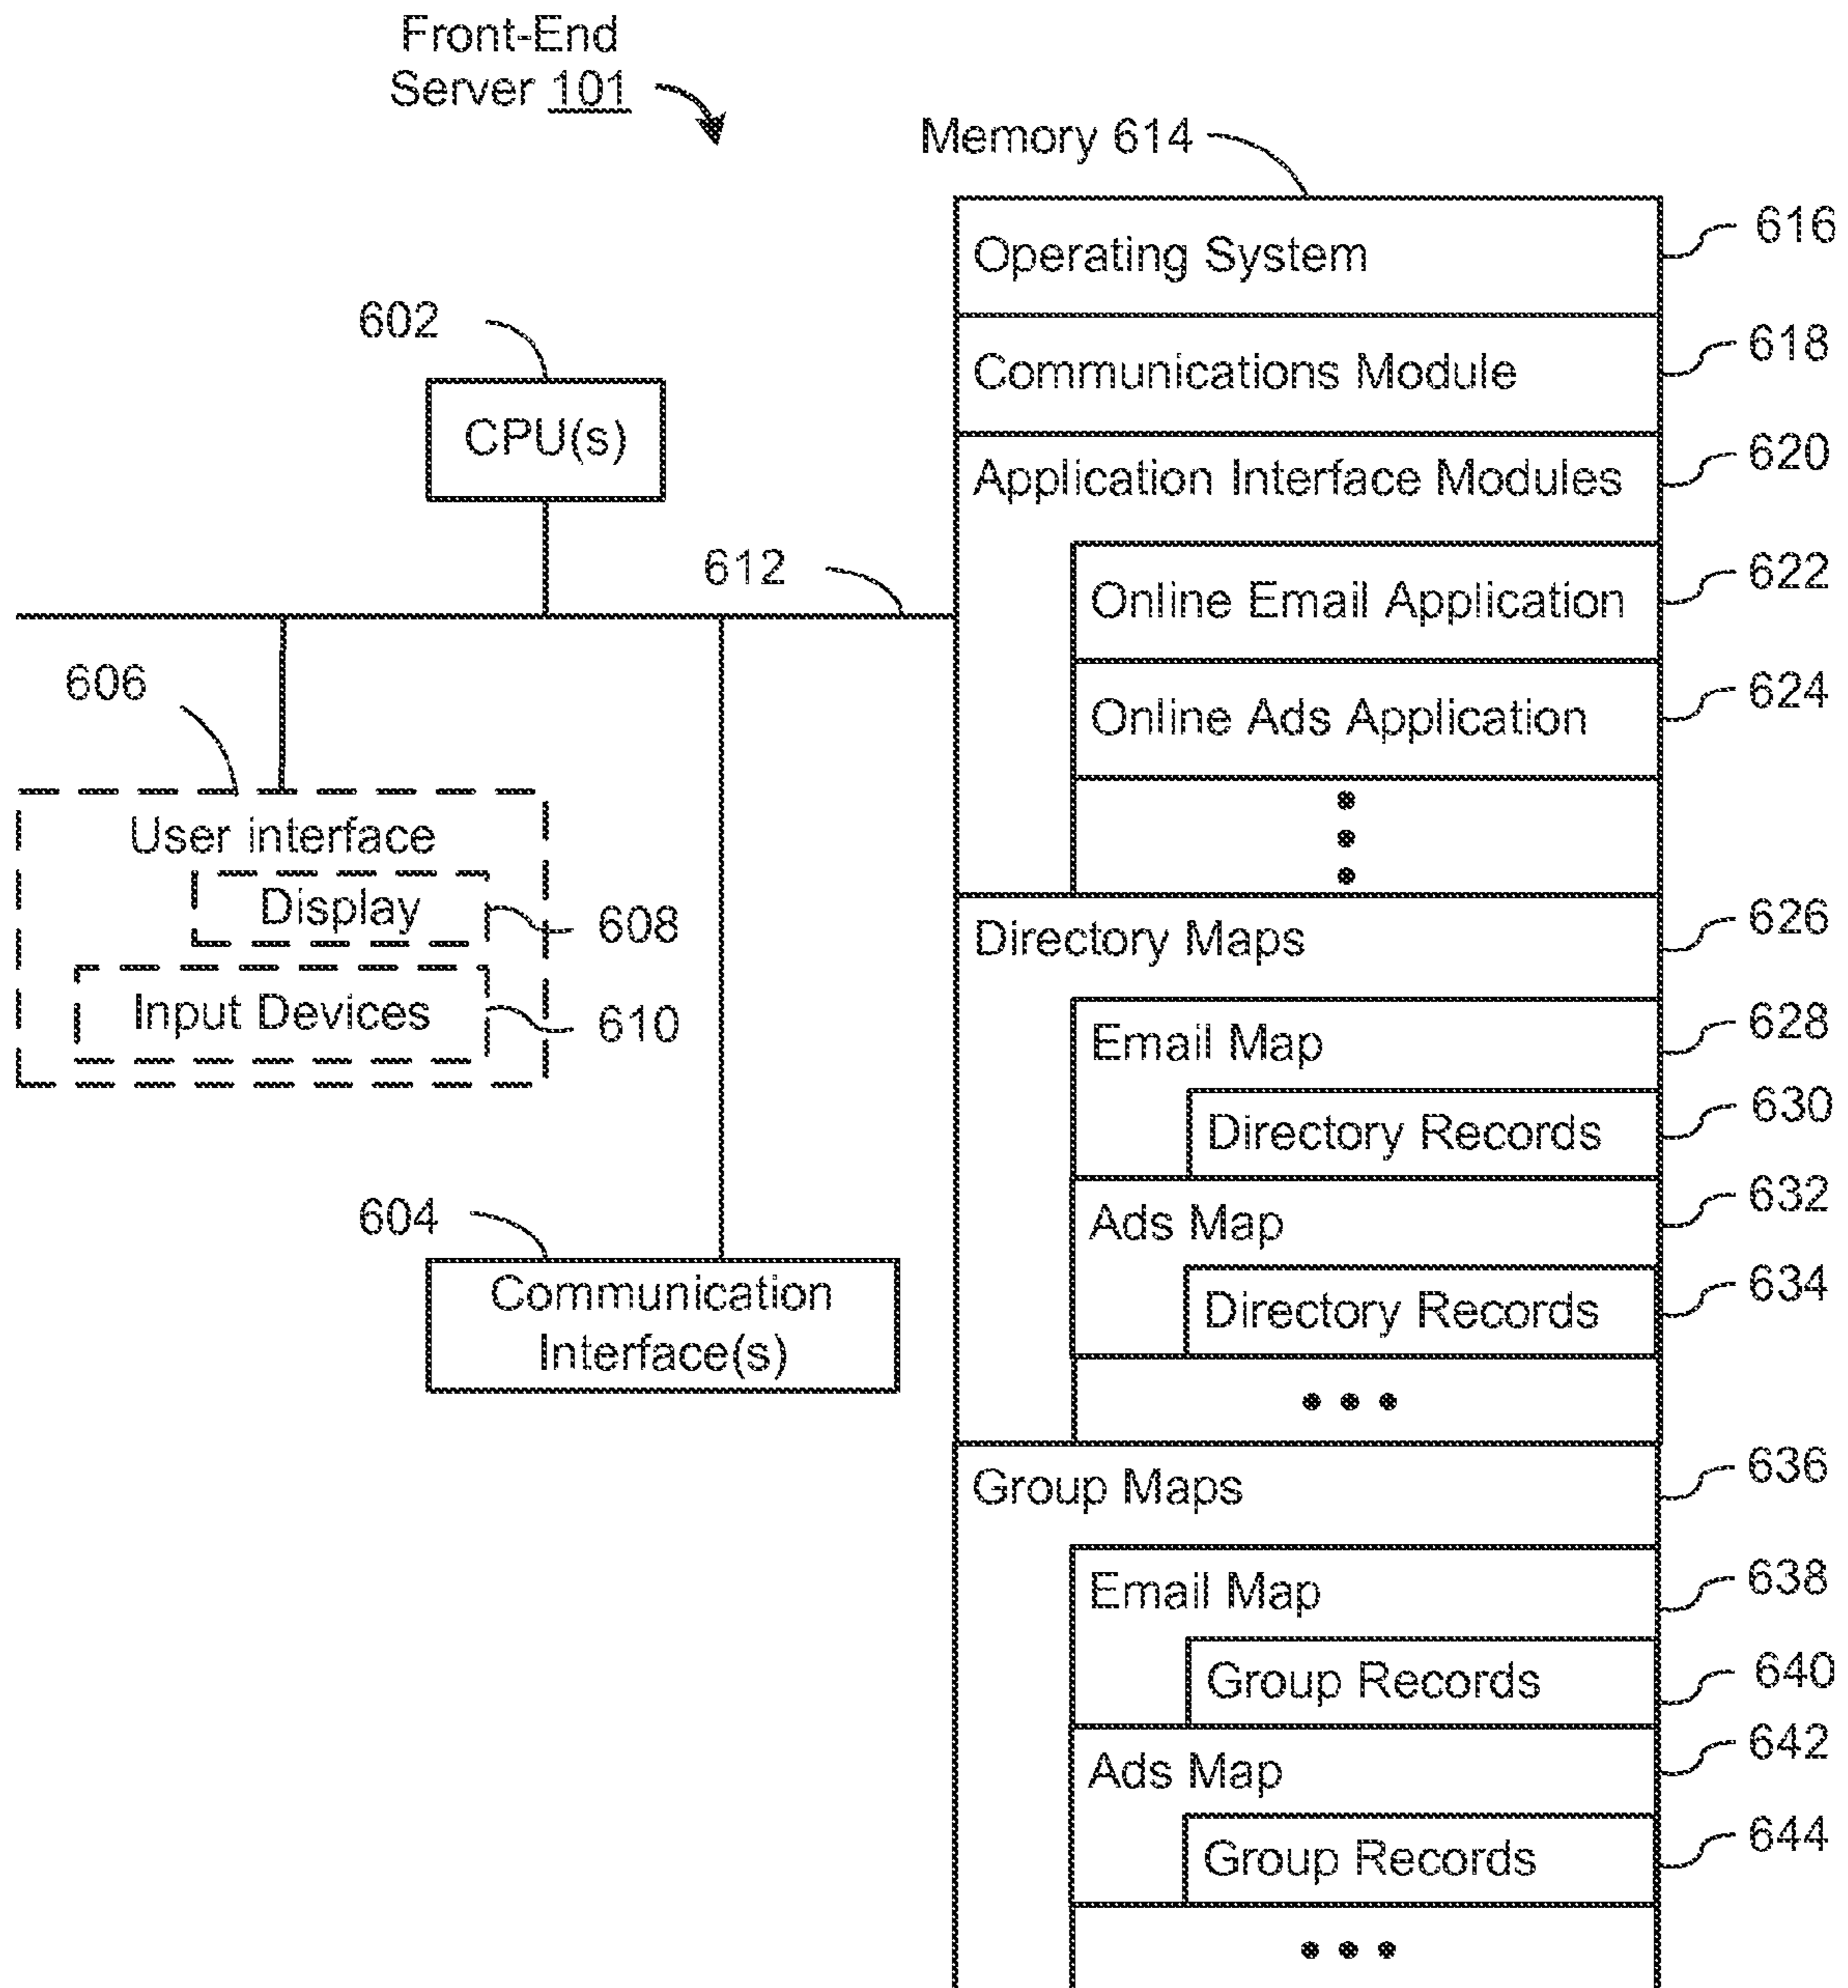 Front-End
Server 101
Memory 614
616
Operating System
618
Communications Module
602
CPU(s)
620
Application Interface Modules
612
622
Online Email Application
606
624
Online Ads Application
User interface
Display
608
Input Devices
610
626
Directory Maps
628
Email Map
630
Directory Records
632
Ads Map
634
Directory Records
604
Communication
Interface(s)
636
Group Maps
638
Email Map
640
Group Records
642
Ads Map
644
Group Records